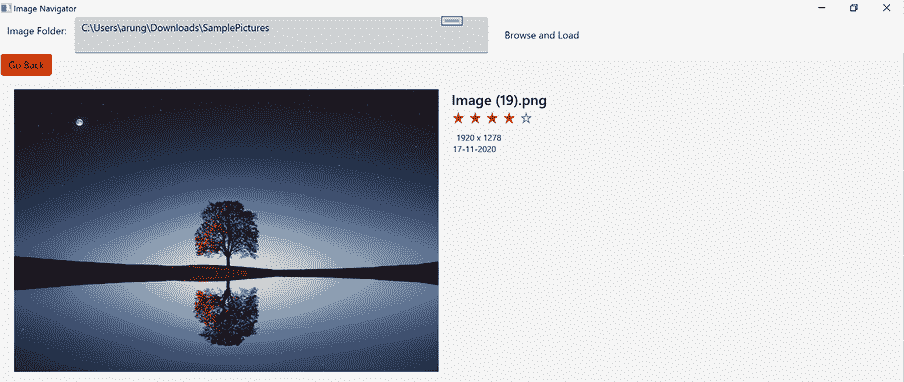 Image Navigator
Image Folder: C:\Users\arung\Downloads\SamplePictures
Browse and Load
Go Back
Image (19).png
1920 x 1278
17-11-2020